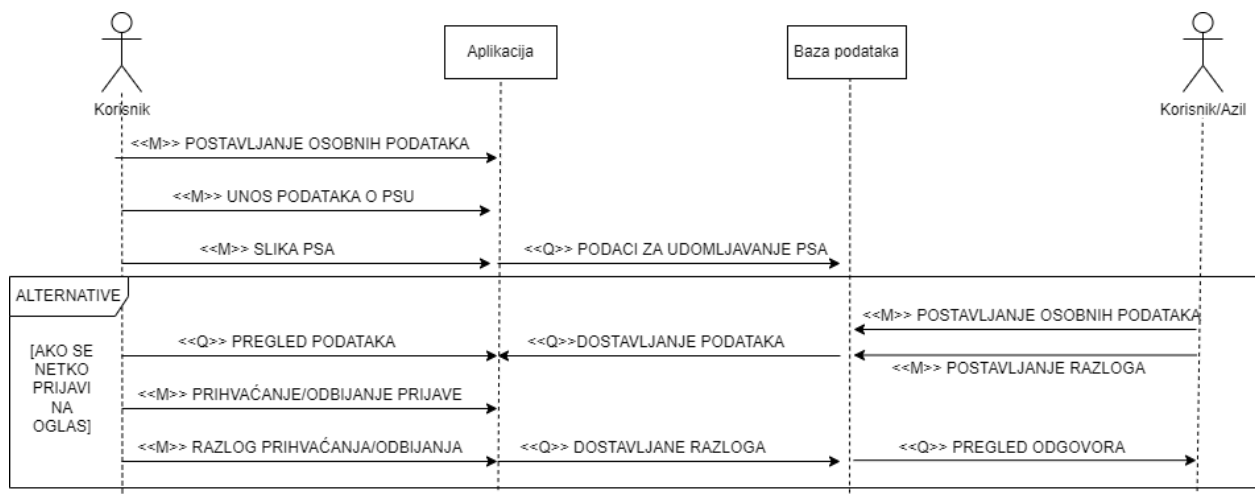 Korisnik
Aplikacija
Baza podataka
Korisnik/Azil
<<M>> POSTAVLJANJE OSOBNIH PODATAKA
<<M>> UNOS PODATAKA O PSU
<<M>> SLIKA PSA
<<Q>> PODACI ZA UDOMLJAVANJE PSA
ALTERNATIVE
[AKO SE
NETKO
PRIJAVI
NA
OGLAS]
<<M>> POSTAVLJANJE OSOBNIH PODATAKA
<<Q>> PREGLED PODATAKA
<<Q>>DOSTAVLJANJE PODATAKA
<<M>> POSTAVLJANJE RAZLOGA
<<M>> PRIHVAĆANJE/ODBIJANJE PRIJAVE
<<M>> RAZLOG PRIHVAĆANJA/ODBIJANJA
<<Q>> DOSTAVLJANE RAZLOGA
<<Q>> PREGLED ODGOVORA